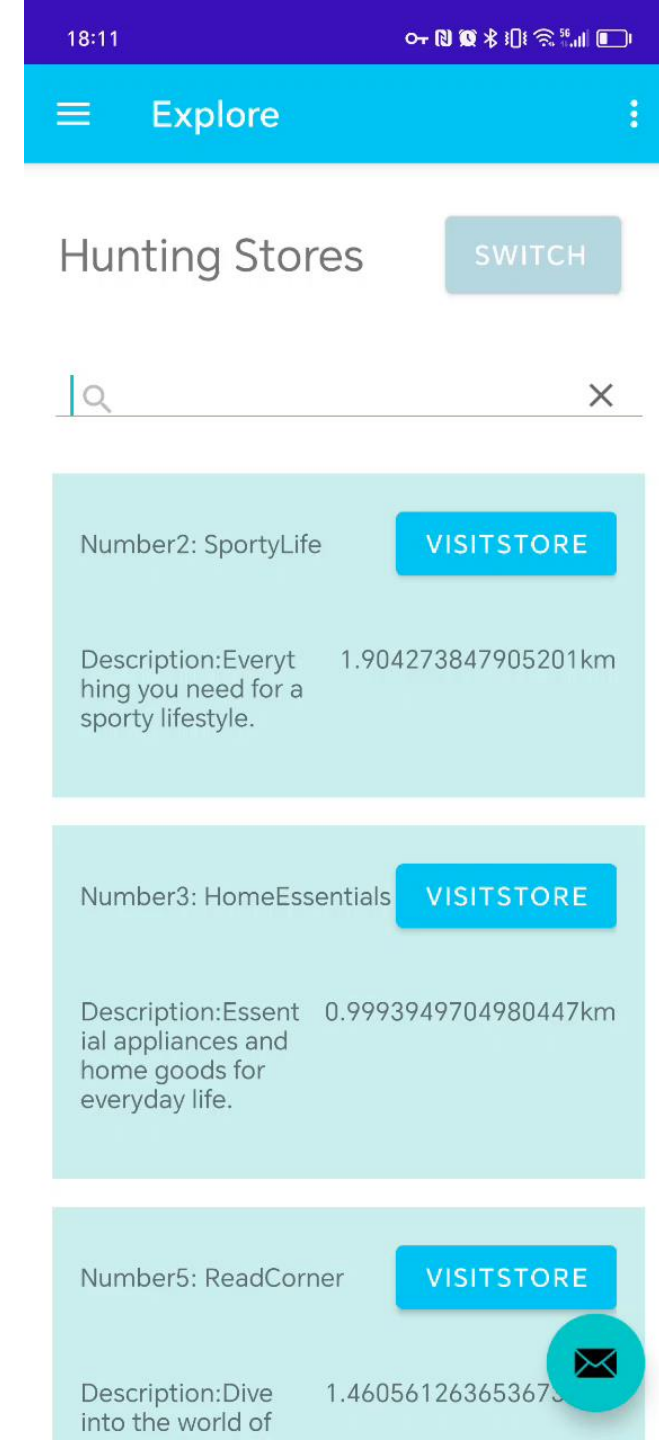 18:11
Explore
Hunting Stores
SWITCH
Number2: SportyLife
VISITSTORE
Description:Everyt
hing you need for a
sporty lifestyle.
1.904273847905201km
Number3: HomeEssentials
VISITSTORE
Description:Essent
ial appliances and
home goods for
everyday life.
0.9993949704980447km
Number5: ReadCorner
VISITSTORE
Description:Dive
into the world of